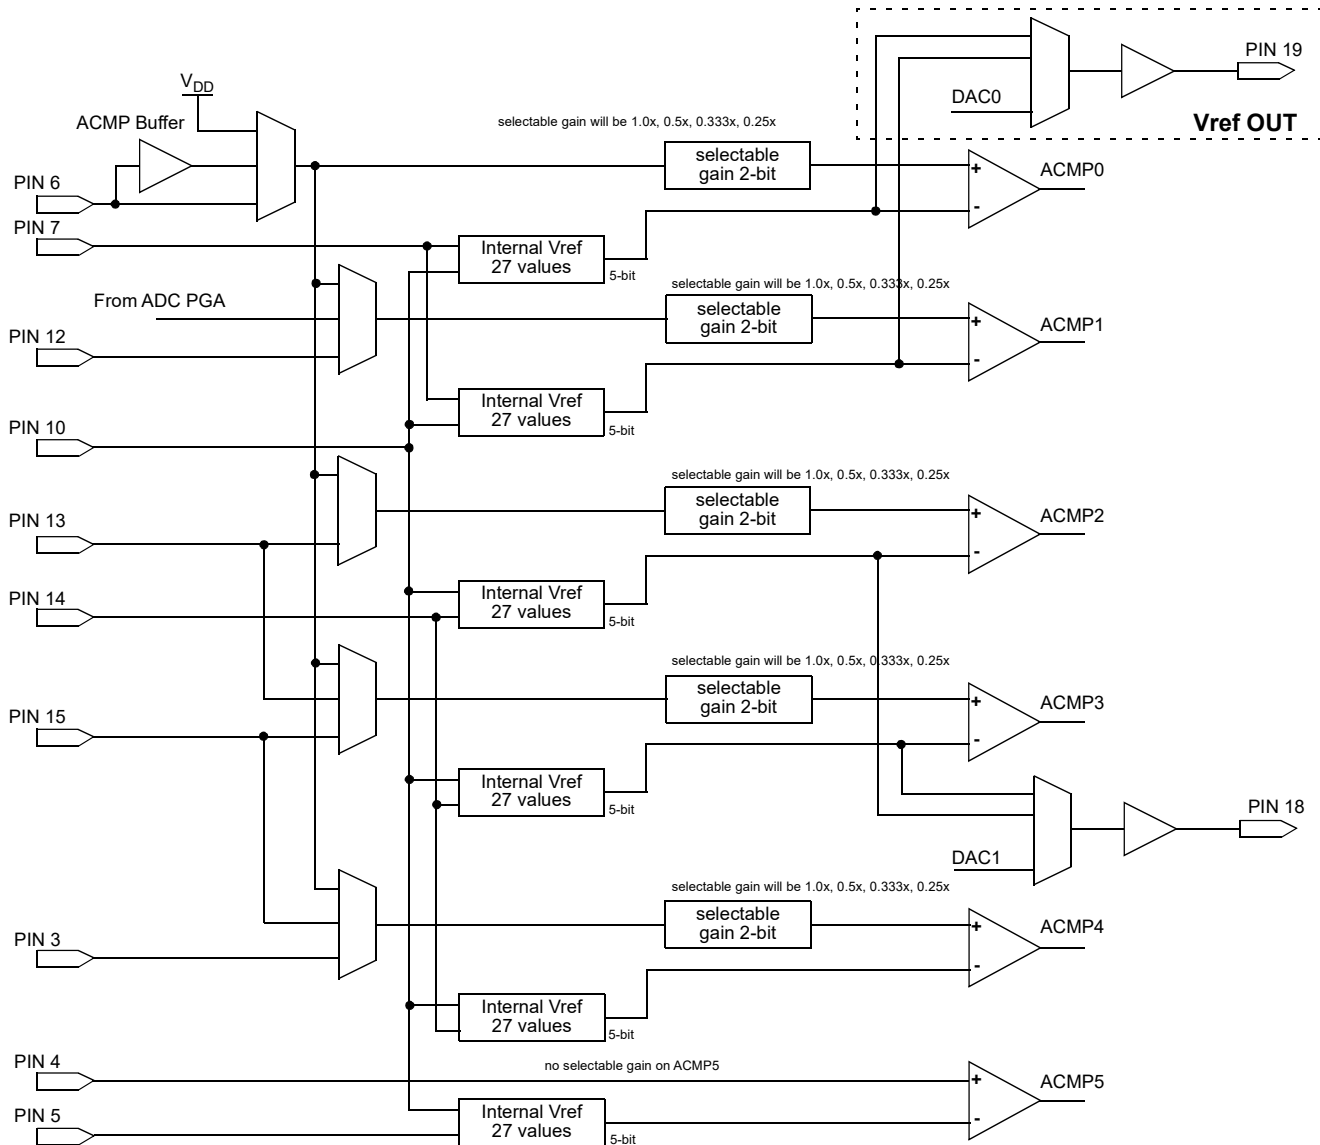 PIN 19
V_DD
DAC0
ACMP Buffer
selectable gain will be 1.0x, 0.5x, 0.333x, 0.25x
Vref OUT
selectable
gain 2-bit
ACMP0
+
-
PIN 6
PIN 7
Internal Vref
27 values
5-bit
selectable gain will be 1.0x, 0.5x, 0.333x, 0.25x
From ADC PGA
selectable
gain 2-bit
ACMP1
+
-
PIN 12
Internal Vref
27 values
5-bit
PIN 10
selectable gain will be 1.0x, 0.5x, 0.333x, 0.25x
selectable
gain 2-bit
ACMP2
+
-
PIN 13
Internal Vref
27 values
5-bit
PIN 14
selectable gain will be 1.0x, 0.5x, 0.333x, 0.25x
selectable
gain 2-bit
ACMP3
+
-
PIN 15
Internal Vref
27 values
5-bit
PIN 18
DAC1
selectable gain will be 1.0x, 0.5x, 0.333x, 0.25x
selectable
gain 2-bit
ACMP4
+
-
PIN 3
Internal Vref
27 values
5-bit
PIN 4
no selectable gain on ACMP5
ACMP5
+
-
PIN 5
Internal Vref
27 values
5-bit